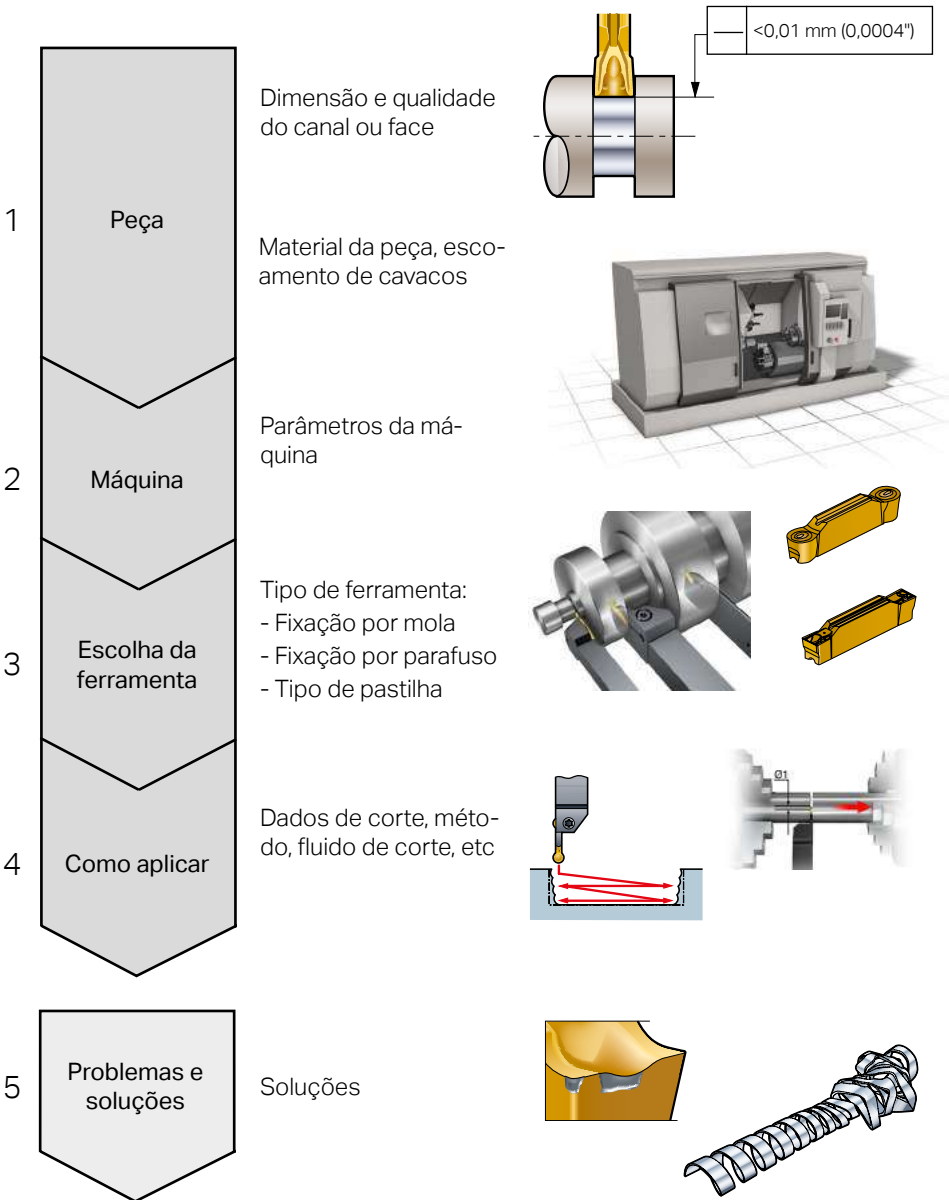 <0,01 mm (0,0004")
Dimensão e qualidade
do canal ou face
1
Peça
Material da peça, esco-
amento de cavacos
Parâmetros da má-
quina
2
Máquina
Tipo de ferramenta:
- Fixação por mola
- Fixação por parafuso
- Tipo de pastilha
3
Escolha da
ferramenta
Ø1
Dados de corte, méto-
do, fluido de corte, etc
4
Como aplicar
5
Problemas e
soluções
Soluções